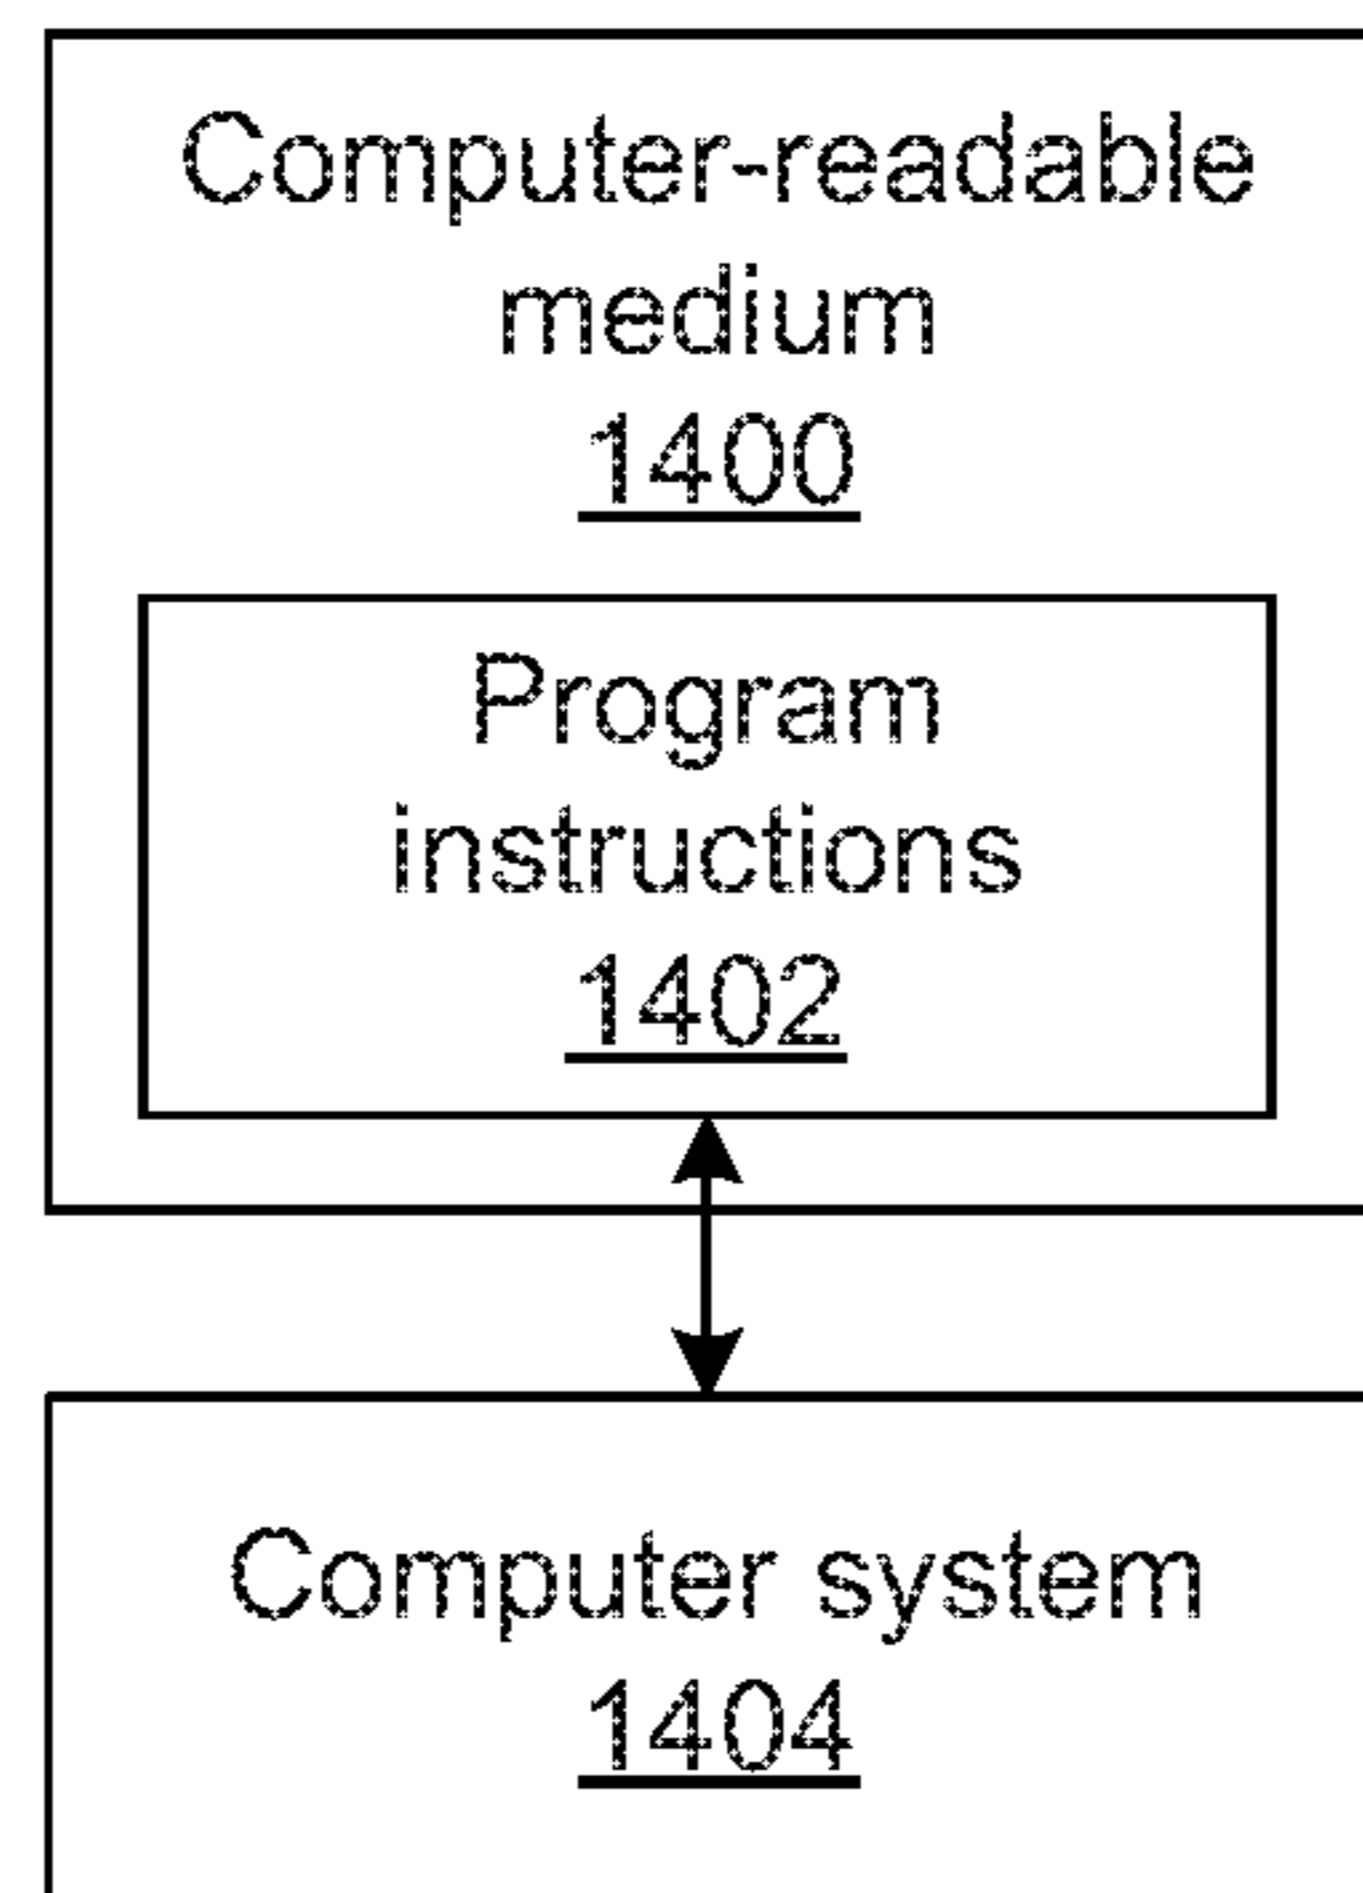 Computer-readable
medium
1400
Program
instructions
1402
Computer system
1404